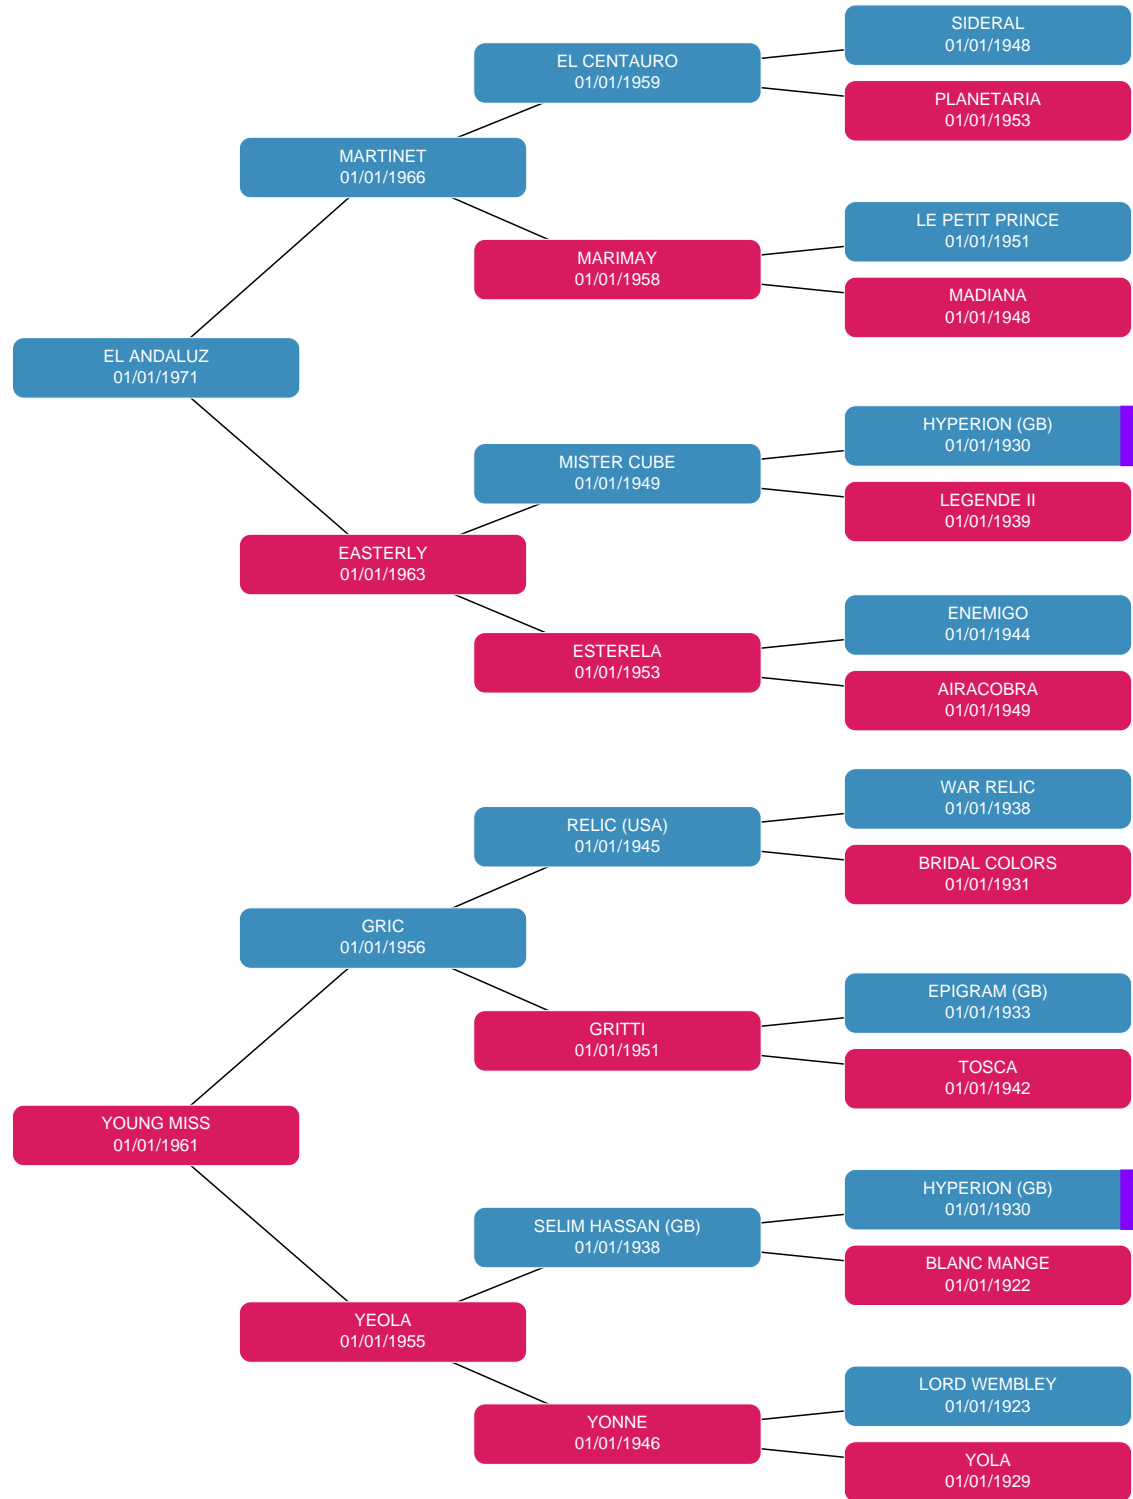 SIDERAL
01/01/1948
EL CENTAURO
01/01/1959
PLANETARIA
01/01/1953
MARTINET
01/01/1966
LE PETIT PRINCE
01/01/1951
MARIMAY
01/01/1958
MADIANA
01/01/1948
EL ANDALUZ
01/01/1971
HYPERION (GB)
01/01/1930
MISTER CUBE
01/01/1949
LEGENDE II
01/01/1939
EASTERLY
01/01/1963
ENEMIGO
01/01/1944
ESTERELA
01/01/1953
AIRACOBRA
01/01/1949
WAR RELIC
01/01/1938
RELIC (USA)
01/01/1945
BRIDAL COLORS
01/01/1931
GRIC
01/01/1956
EPIGRAM (GB)
01/01/1933
GRITTI
01/01/1951
TOSCA
01/01/1942
YOUNG MISS
01/01/1961
HYPERION (GB)
01/01/1930
SELIM HASSAN (GB)
01/01/1938
BLANC MANGE
01/01/1922
YEOLA
01/01/1955
LORD WEMBLEY
01/01/1923
YONNE
01/01/1946
YOLA
01/01/1929